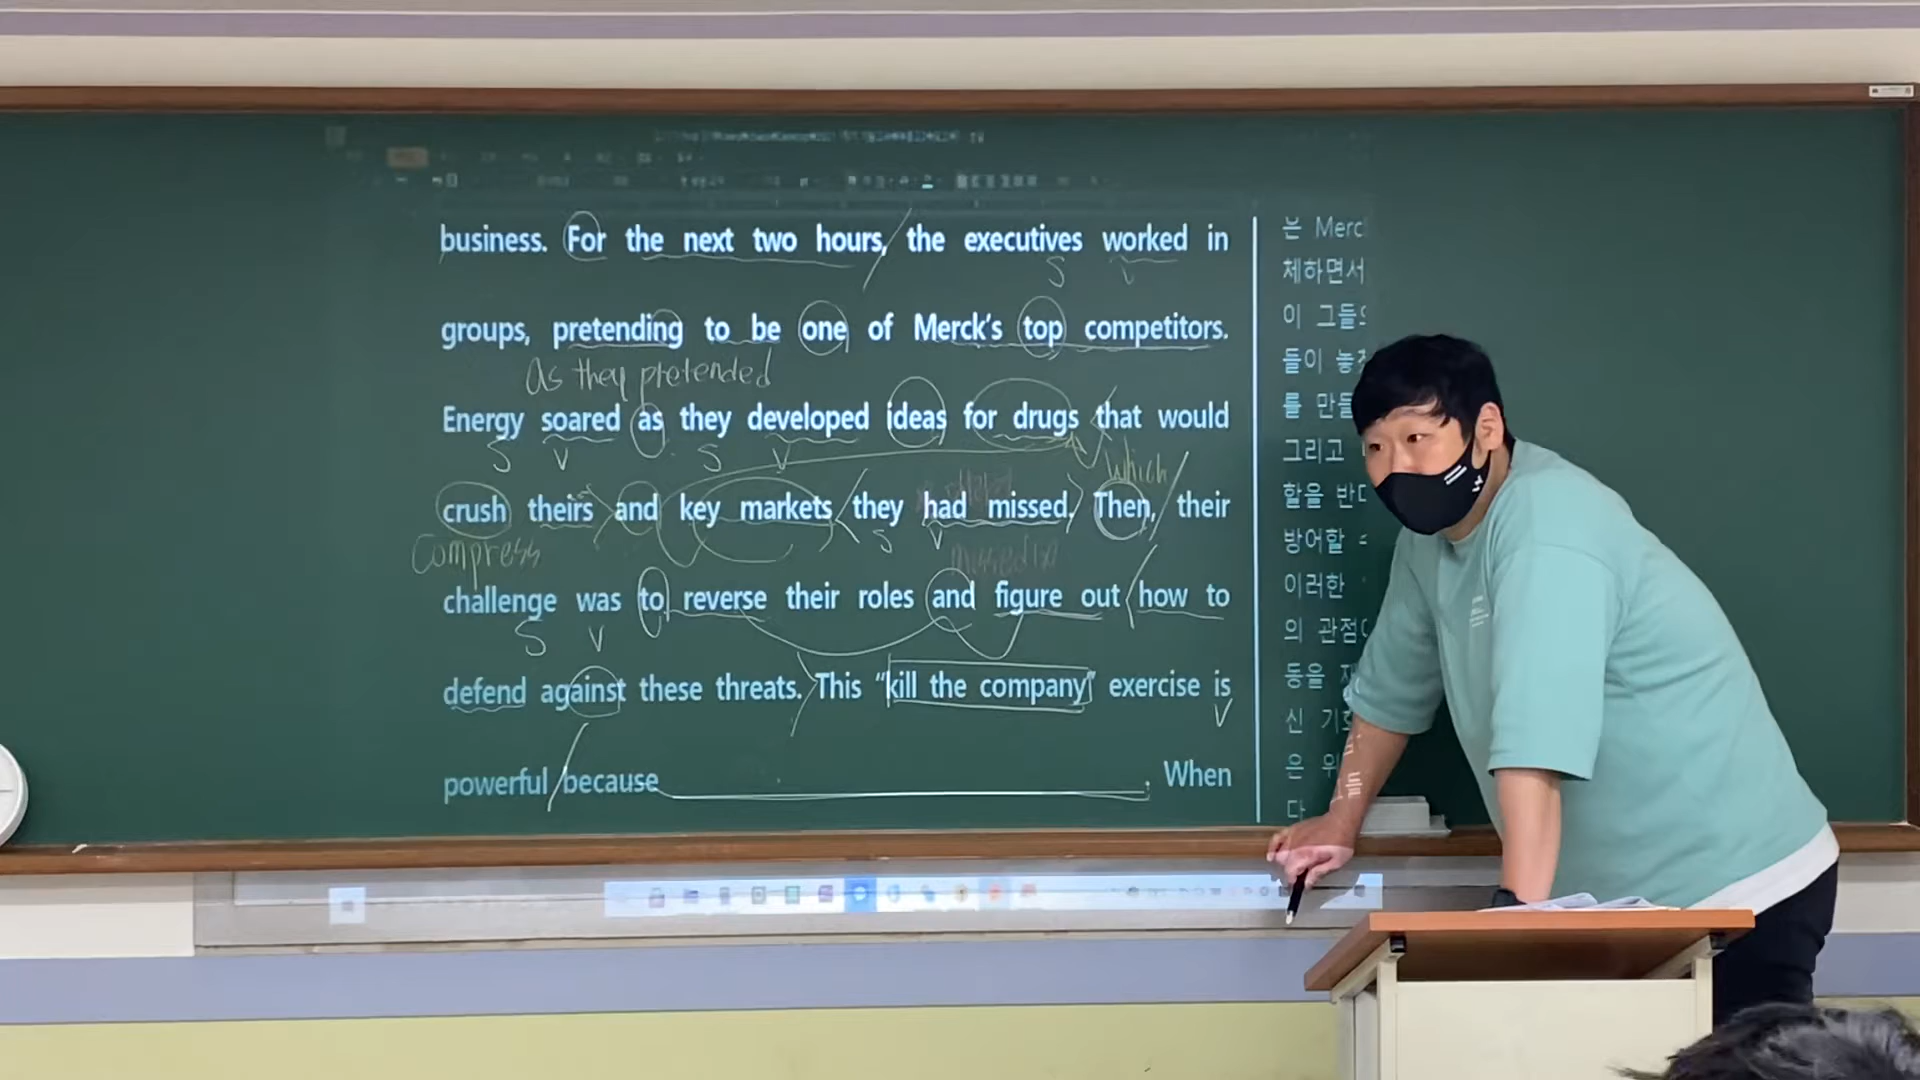 business. For the next two hours, the executives worked in
S V
groups, pretending to be one of Merck's top competitors.
As they pretended
Energy soared as they developed ideas for drugs that would
S V S V which
crush theirs and key markets they had missed. Then, their
compress S V
challenge was to reverse their roles and figure out how to
S V
defend against these threats. This “kill the company” exercise is
V
powerful because ________. When
은 Merc
체하면서
이 그들
들이 놓
를 만들
그리고
할을 반
방어할
이러한
의 관점
등을
신 기
은 위
다